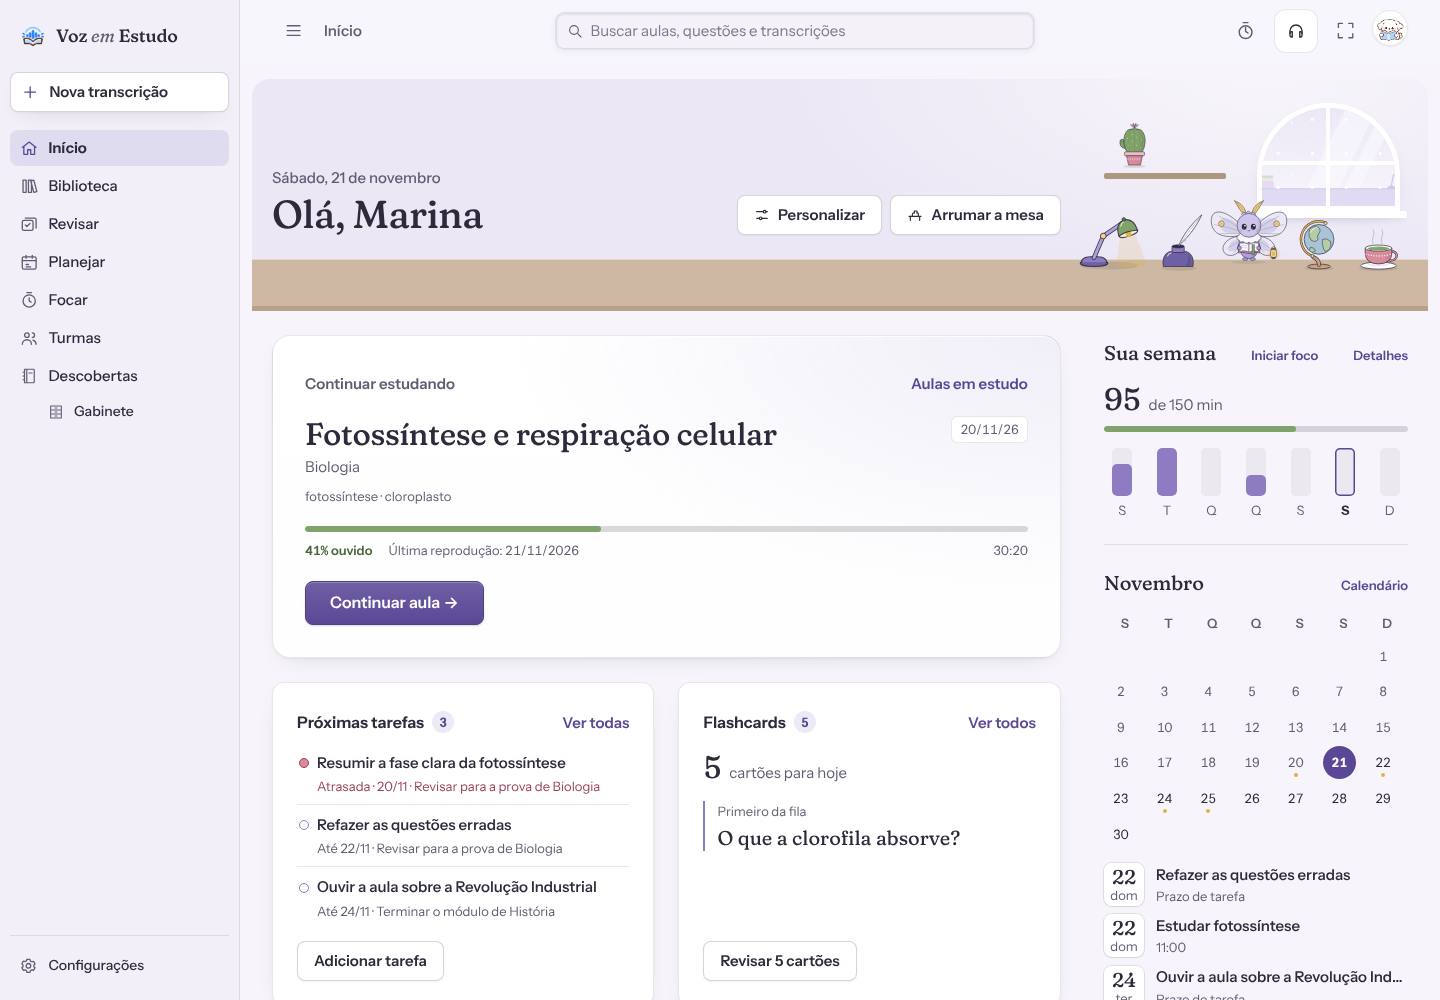 Voz em Estudo
Nova transcrição
Início
Biblioteca
Revisar
Planejar
Focar
Turmas
Descobertas
Gabinete
Configurações
Início
Buscar aulas, questões e transcrições
Sábado, 21 de novembro
Olá, Marina
Personalizar
Arrumar a mesa
Continuar estudando
Aulas em estudo
Fotossíntese e respiração celular
20/11/26
Biologia
fotossíntese · cloroplasto
41% ouvido Última reprodução: 21/11/2026 30:20
Continuar aula →
Próximas tarefas 3 Ver todas
Resumir a fase clara da fotossíntese
Atrasada · 20/11 · Revisar para a prova de Biologia
Refazer as questões erradas
Até 22/11 · Revisar para a prova de Biologia
Ouvir a aula sobre a Revolução Industrial
Até 24/11 · Terminar o módulo de História
Adicionar tarefa
Flashcards 5 Ver todos
5 cartões para hoje
Primeiro da fila
O que a clorofila absorve?
Revisar 5 cartões
Sua semana Iniciar foco Detalhes
95 de 150 min
S T Q Q S S D
Novembro Calendário
S T Q Q S S D
1
2 3 4 5 6 7 8
9 10 11 12 13 14 15
16 17 18 19 20 21 22
23 24 25 26 27 28 29
30
22 dom
Refazer as questões erradas
Prazo de tarefa
22 dom
Estudar fotossíntese
11:00
24 ter
Ouvir a aula sobre a Revolução Ind...
Prazo de tarefa